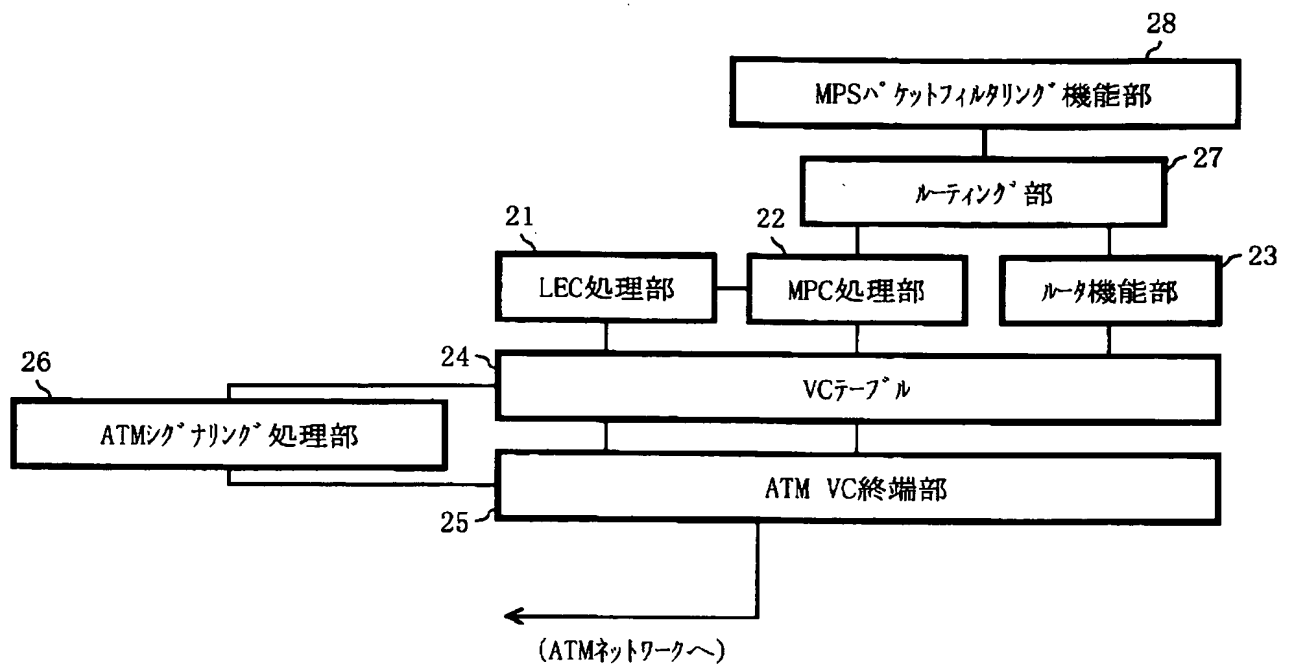 28
MPSﾊﾟｹｯﾄﾌｨﾙﾀﾘﾝｸﾞ機能部
27
ﾙｰﾃｨﾝｸﾞ部
21
22
LEC処理部
MPC処理部
ﾙｰﾀ機能部
23
24
VCﾃｰﾌﾞﾙ
26
ATMｼｸﾞﾅﾘﾝｸﾞ処理部
ATM VC終端部
25
(ATMﾈｯﾄﾜｰｸへ)